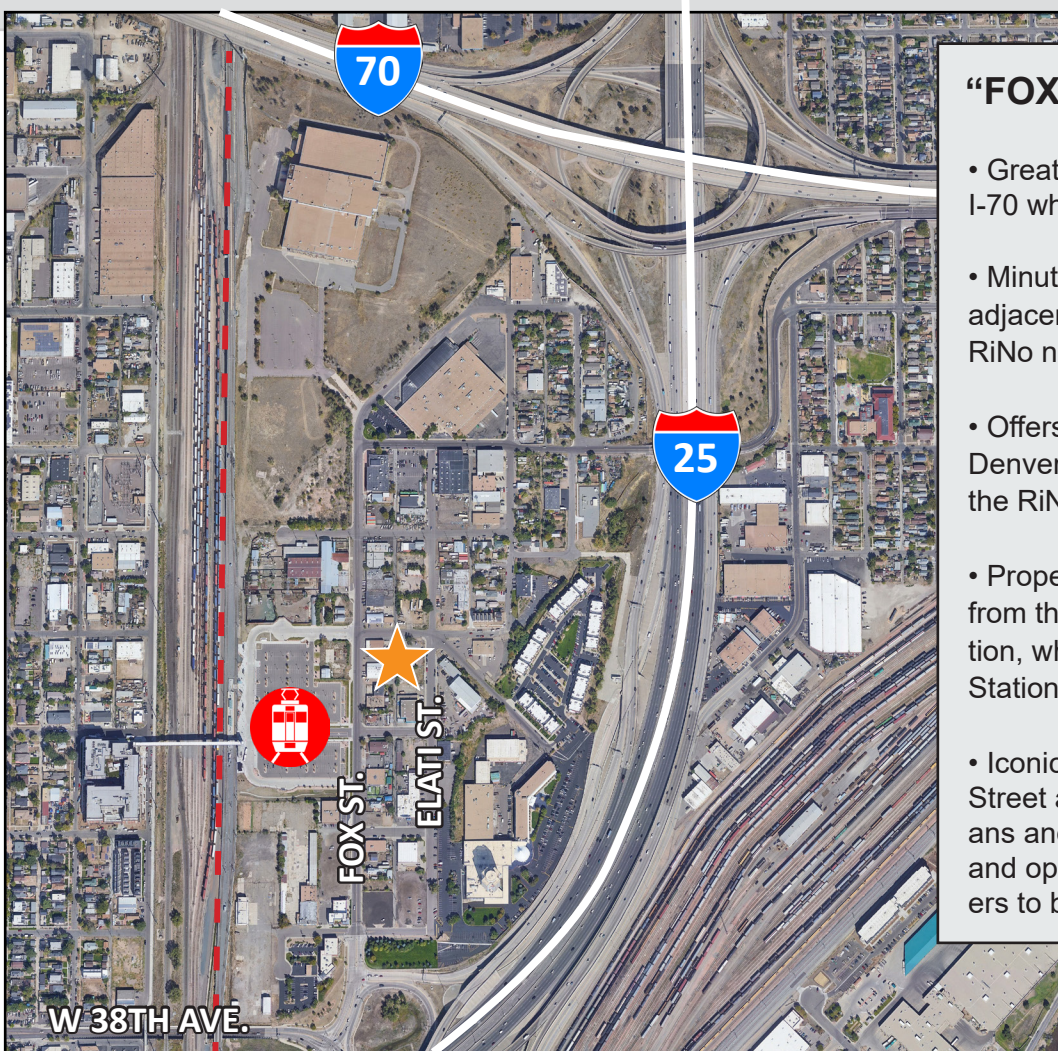 70
25
FOX ST.
ELATI ST.
W 38TH AVE.
“FOX
• Great
I-70 wh
• Minut
adjacen
RiNo n
• Offers
Denver
the RiN
• Prope
from th
tion, wh
Station
• Iconic
Street a
ans and
and op
ers to b